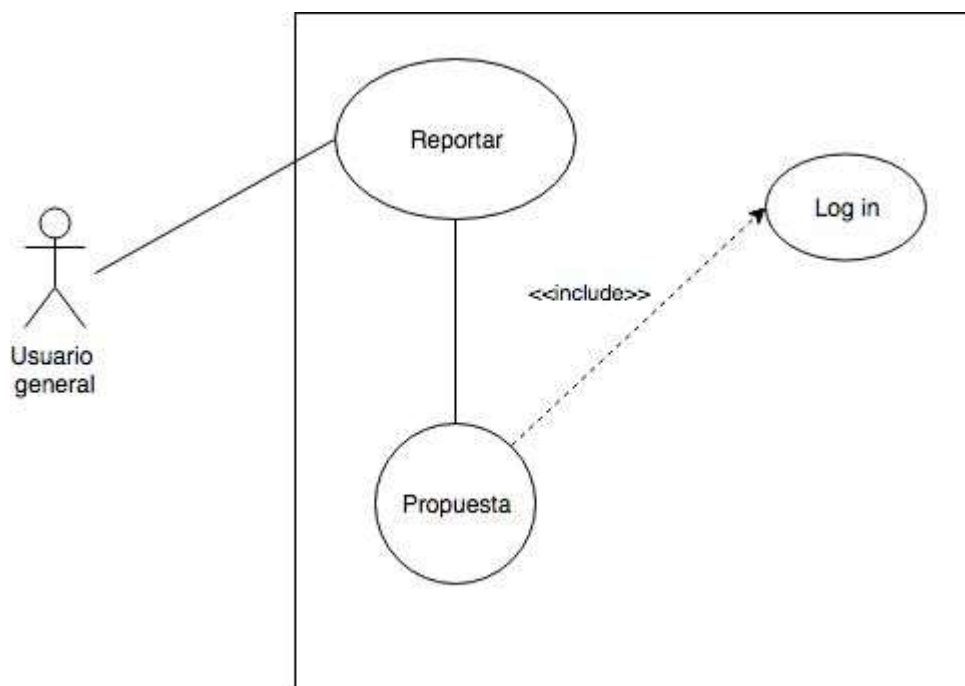 Reportar
Log in
<<include>>
Usuario
general
Propuesta